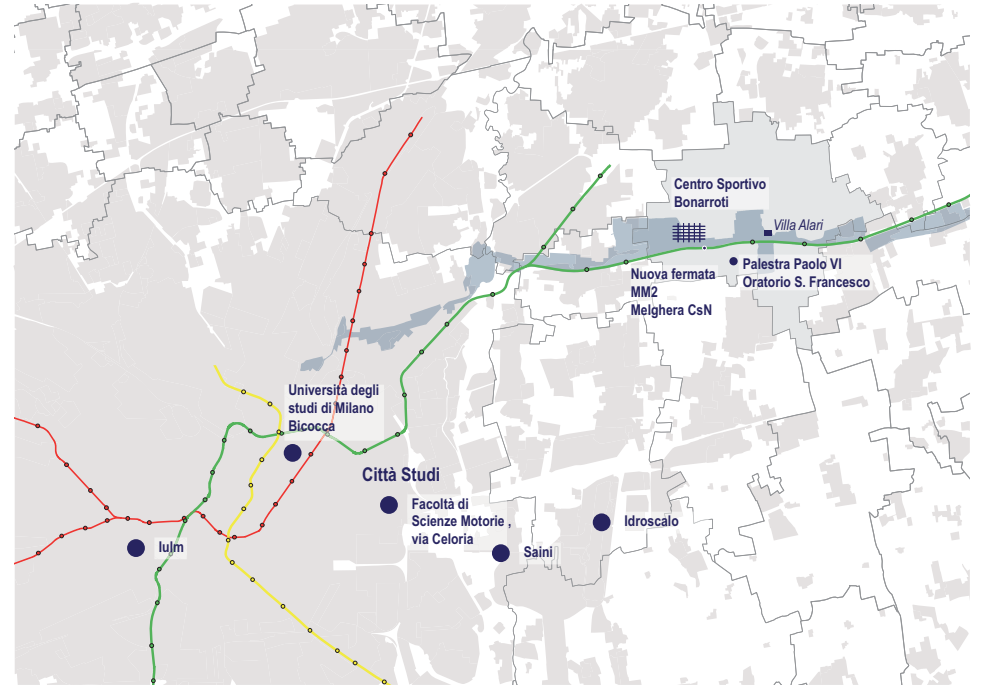 Centro Sportivo
Bonarroti
Villa Alari
Palestra Paolo VI
Oratorio S. Francesco
Nuova fermata
MM2
Melghera CsN
Università degli
studi di Milano
Bicocca
Città Studi
Facoltà di
Scienze Motorie ,
via Celoria
Idroscalo
Iulm
Saini